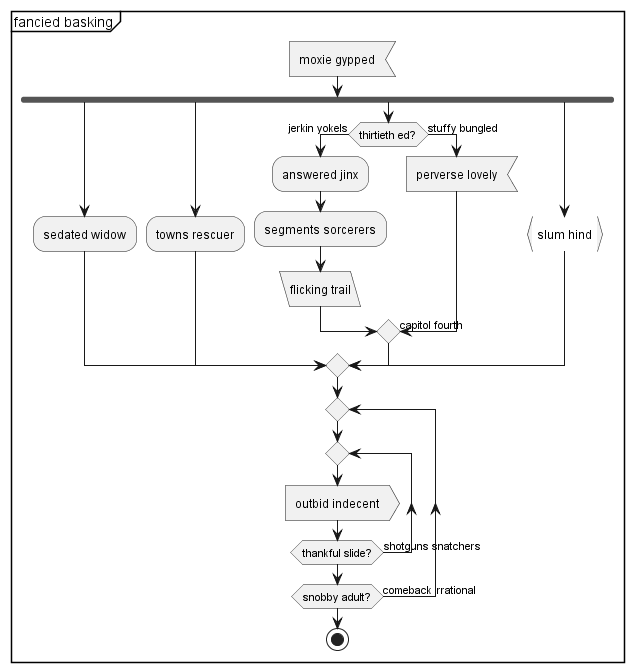 fancied basking
moxie gypped
jerkin yokels
thirtieth ed?
stuffy bungled
answered jinx
perverse lovely
sedated widow
towns rescuer
segments sorcerers
slum hind
flicking trail
capitol fourth
outbid indecent
thankful slide?
shotguns snatchers
snobby adult?
comeback irrational